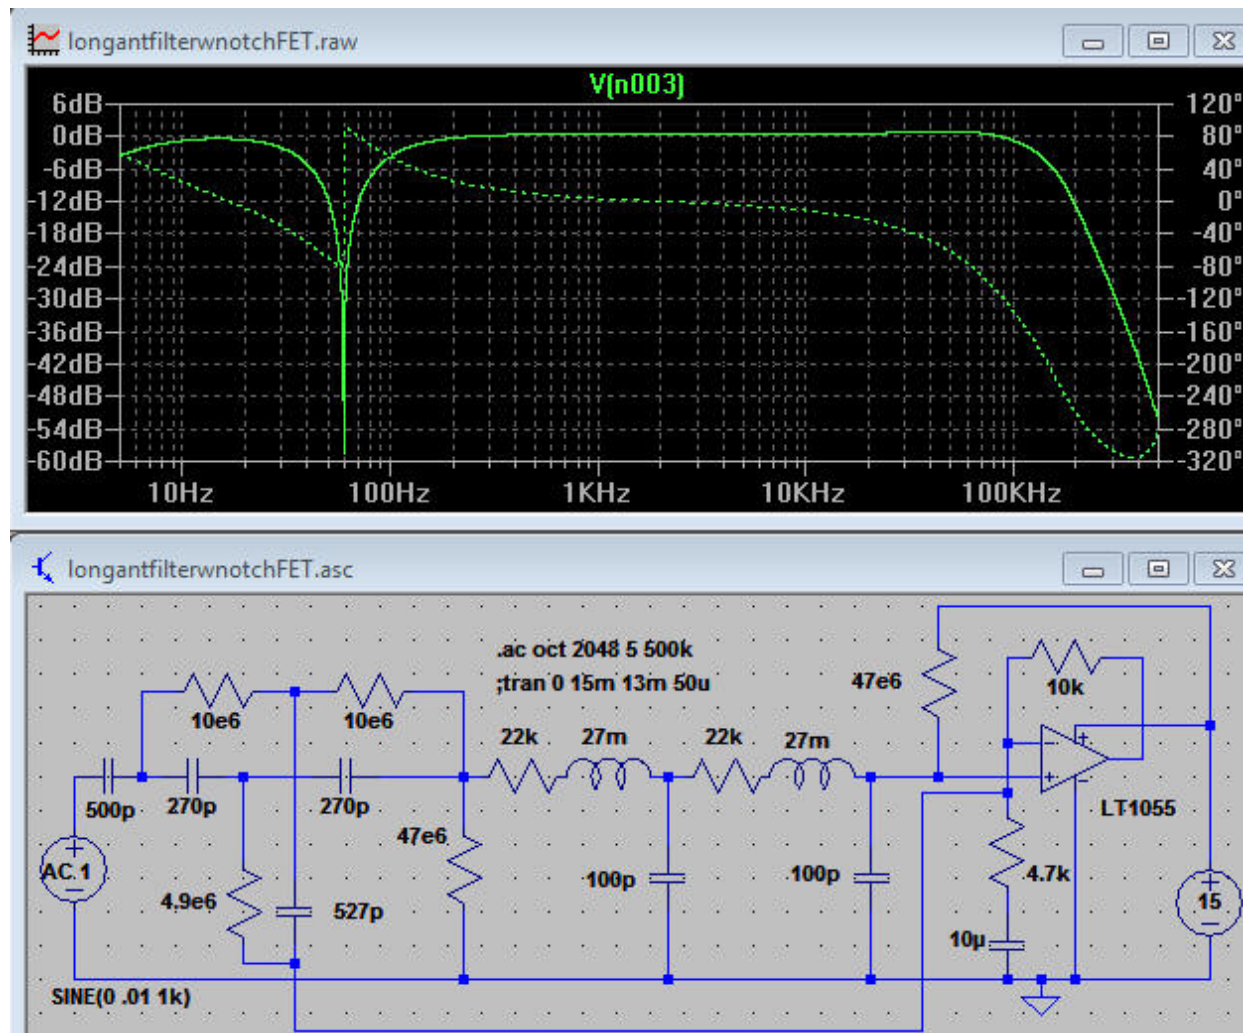 longantfilterwnotchFET.raw
V(n003)
6dB
0dB
-6dB
-12dB
-18dB
-24dB
-30dB
-36dB
-42dB
-48dB
-54dB
-60dB
120°
80°
40°
0°
-40°
-80°
-120°
-160°
-200°
-240°
-280°
-320°
10Hz 100Hz 1KHz 10KHz 100KHz
longantfilterwnotchFET.asc
.ac oct 2048 5 500k
;tran 0 15m 13m 50u
47e6
10k
10e6
10e6
22k
27m
22k
27m
500p
270p
270p
LT1055
47e6
AC 1
4.9e6
527p
100p
100p
4.7k
15
10µ
SINE(0 .01 1k)